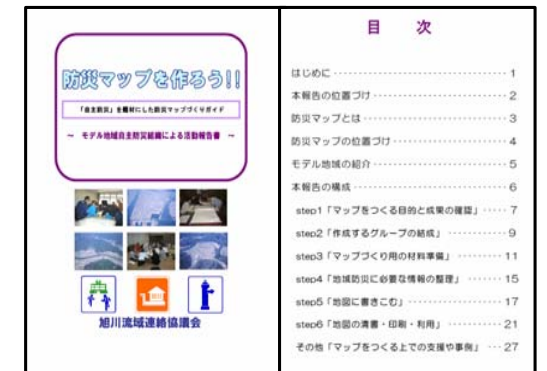 防災マップを作ろう!!
「自主防災」を題材にした防災マップづくりガイド
～ モデル地域自主防災組織による活動報告書 ～
旭川流域連絡協議会
目 次
はじめに ································ 1
本報告の位置づけ ························ 2
防災マップとは ·························· 3
防災マップの位置づけ ···················· 4
モデル地域の紹介 ························ 5
本報告の構成 ···························· 6
step1「マップをつくる目的と成果の確認」 ····· 7
step2「作成するグループの結成」 ·········· 9
step3「マップづくり用の材料準備」 ······· 11
step4「地域防災に必要な情報の整理」 ······· 15
step5「地図に書きこむ」 ················ 17
step6「地図の清書・印刷・利用」 ·········· 21
その他「マップをつくる上での支援や事例」 ··· 27